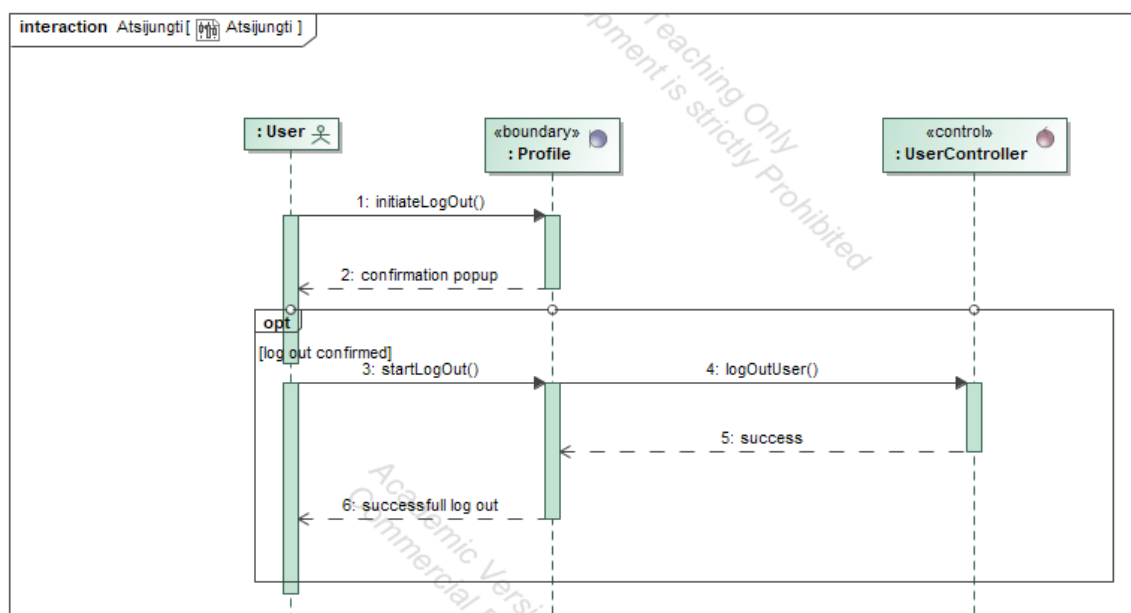 interaction Atsijungti[ Atsijungti ]
Teaching Only
pment is strictly Prohibited
: User
«boundary»
: Profile
«control»
: UserController
1: initiateLogOut()
2: confirmation popup
opt
[log out confirmed]
3: startLogOut()
4: logOutUser()
5: success
6: successfull log out
Academic Versi
Commercial